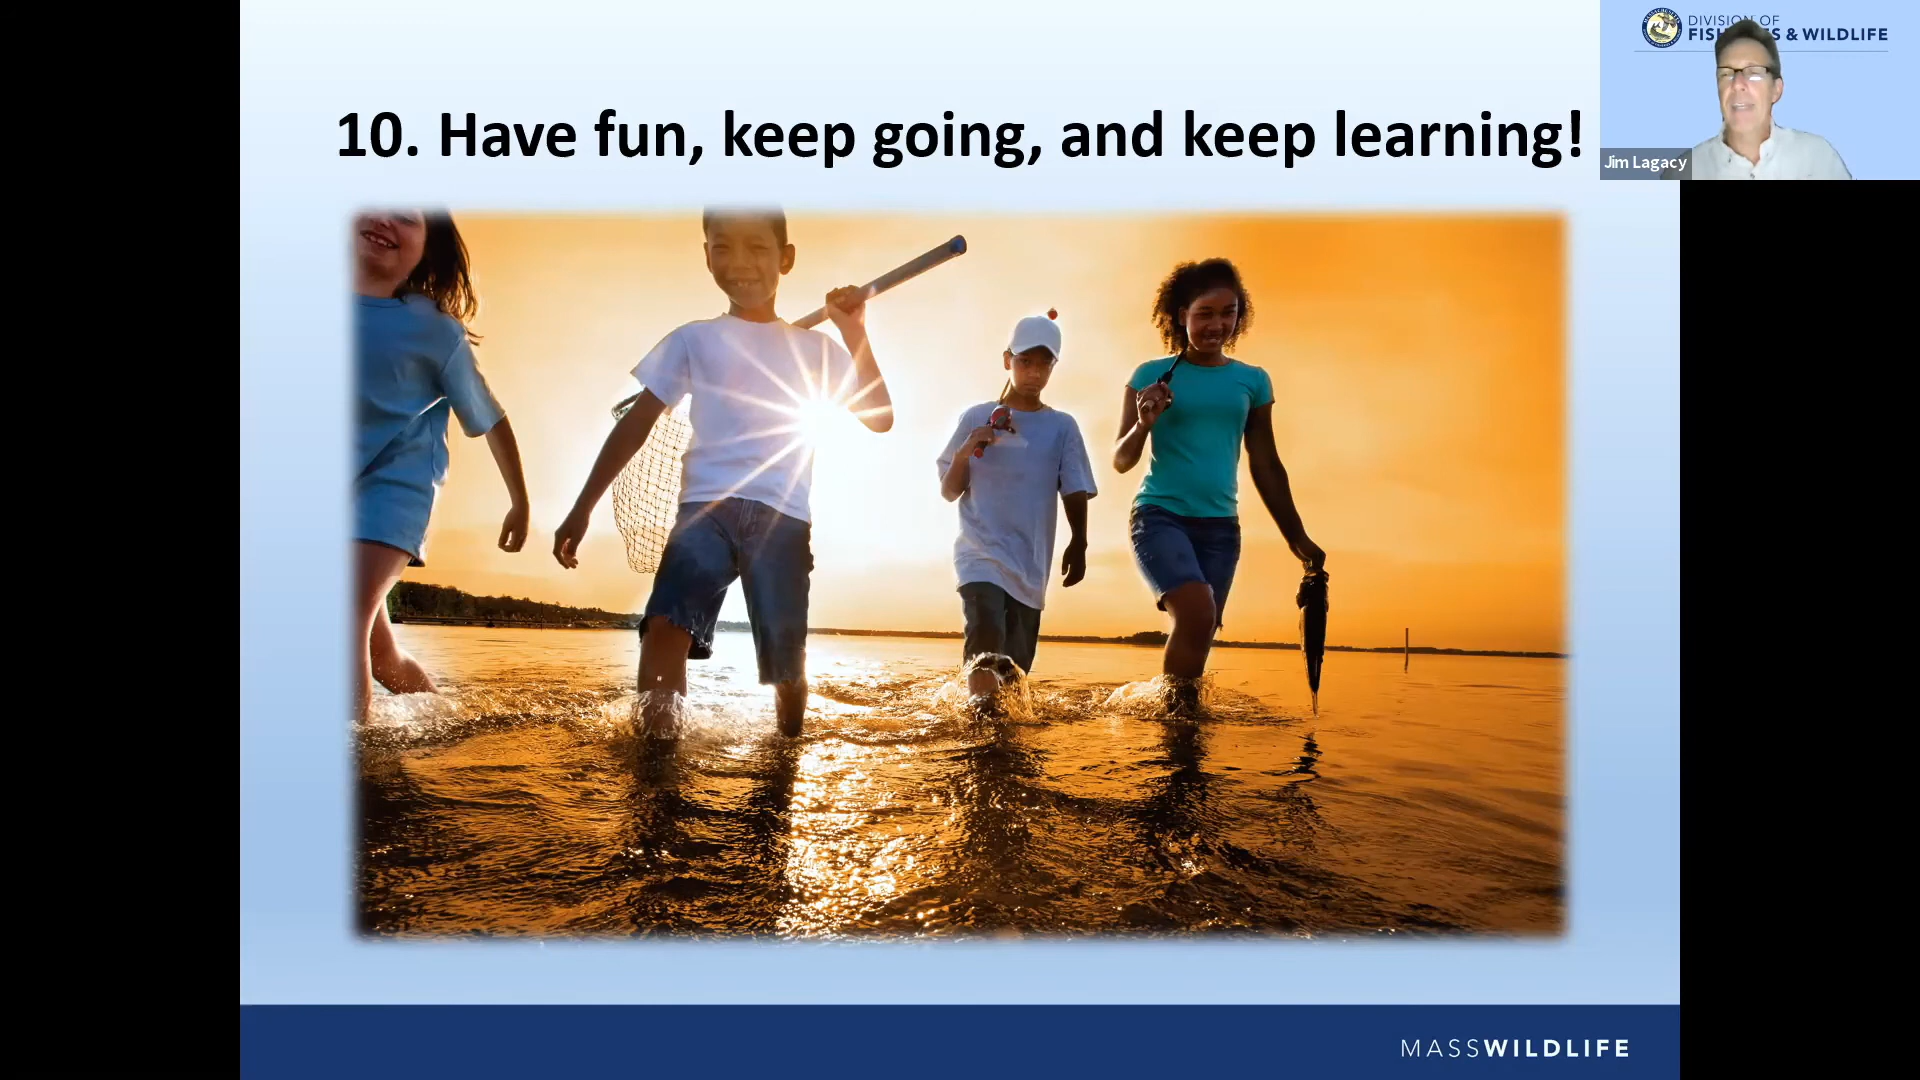 10. Have fun, keep going, and keep learning!
DIVISION OF
FISHERIES & WILDLIFE
Jim Lagacy
MASSWILDLIFE